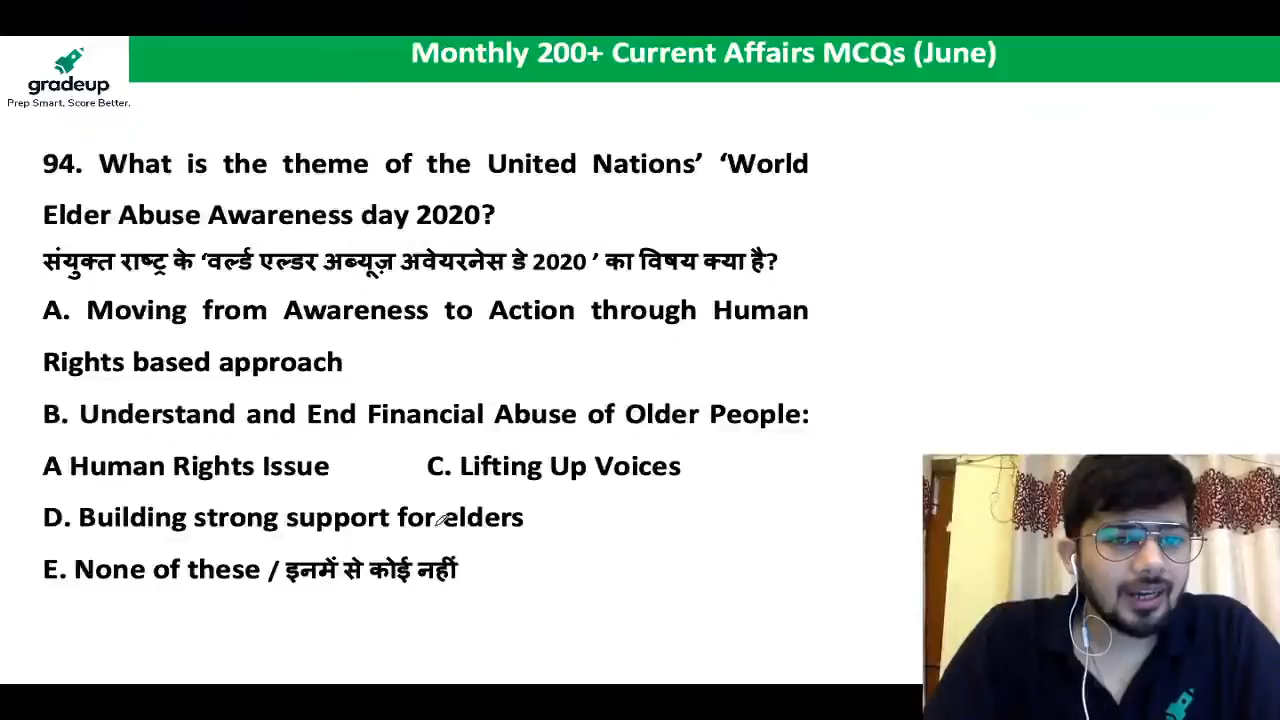 Monthly 200+ Current Affairs MCQs (June)
gradeup
Prep Smart. Score Better.
94. What is the theme of the United Nations’ ‘World
Elder Abuse Awareness day 2020?
संयुक्त राष्ट्र के ‘वर्ल्ड एल्डर अब्यूज़ अवेयरनेस डे 2020 ’ का विषय क्या है?
A. Moving from Awareness to Action through Human
Rights based approach
B. Understand and End Financial Abuse of Older People:
A Human Rights Issue C. Lifting Up Voices
D. Building strong support for elders
E. None of these / इनमें से कोई नहीं